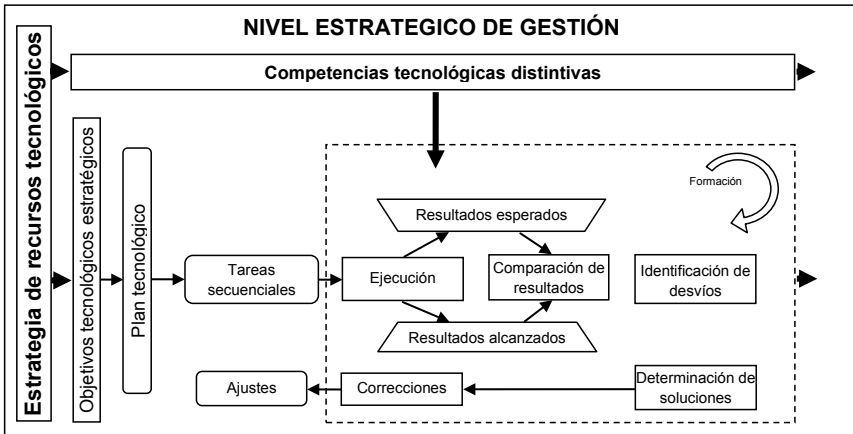 NIVEL ESTRATEGICO DE GESTIÓN
Estrategia de recursos tecnológicos
Competencias tecnológicas distintivas
Objetivos tecnológicos estratégicos
Plan tecnológico
Formación
Resultados esperados
Tareas
secuenciales
Ejecución
Comparación de
resultados
Identificación de
desvíos
Resultados alcanzados
Ajustes
Correcciones
Determinación de
soluciones